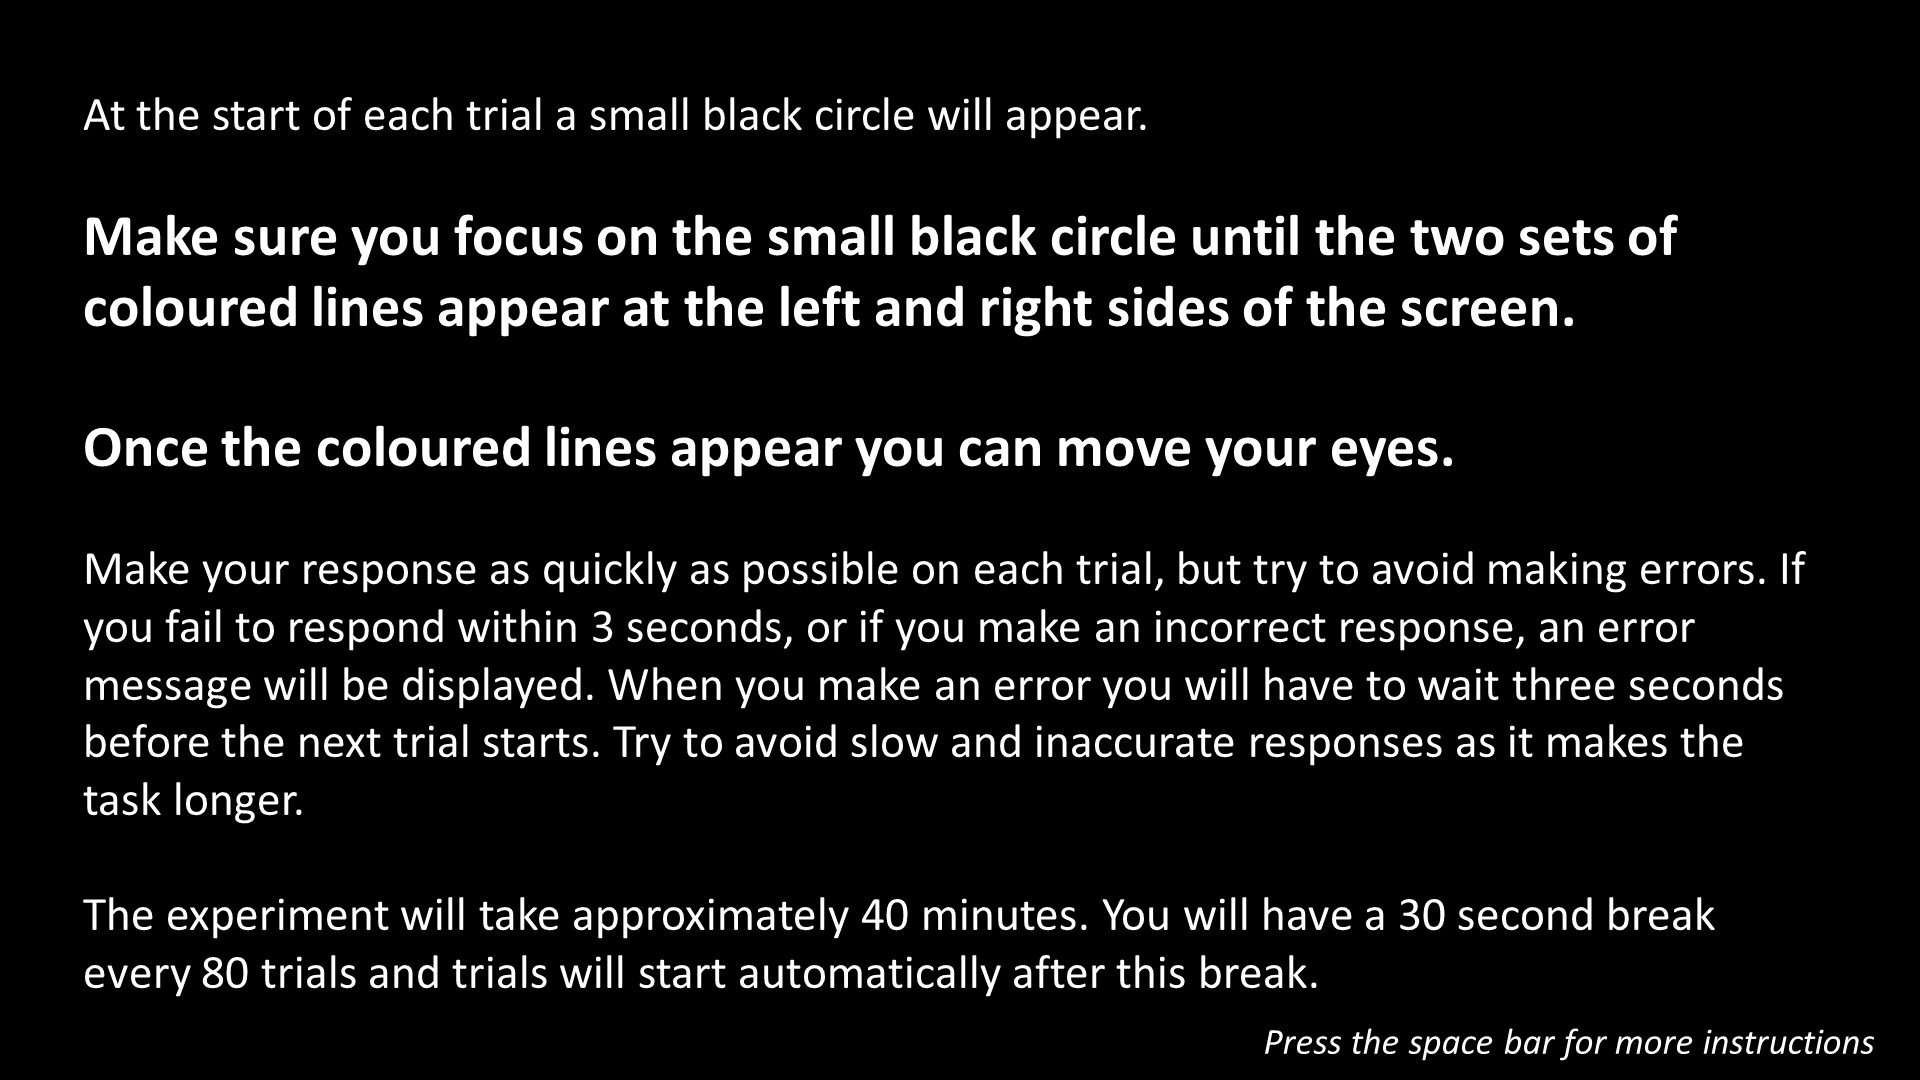 At the start of each trial a small black circle will appear.
Make sure you focus on the small black circle until the two sets of
coloured lines appear at the left and right sides of the screen.
Once the coloured lines appear you can move your eyes.
Make your response as quickly as possible on each trial, but try to avoid making errors. If
you fail to respond within 3 seconds, or if you make an incorrect response, an error
message will be displayed. When you make an error you will have to wait three seconds
before the next trial starts. Try to avoid slow and inaccurate responses as it makes the
task longer.
The experiment will take approximately 40 minutes. You will have a 30 second break
every 80 trials and trials will start automatically after this break.
Press the space bar for more instructions